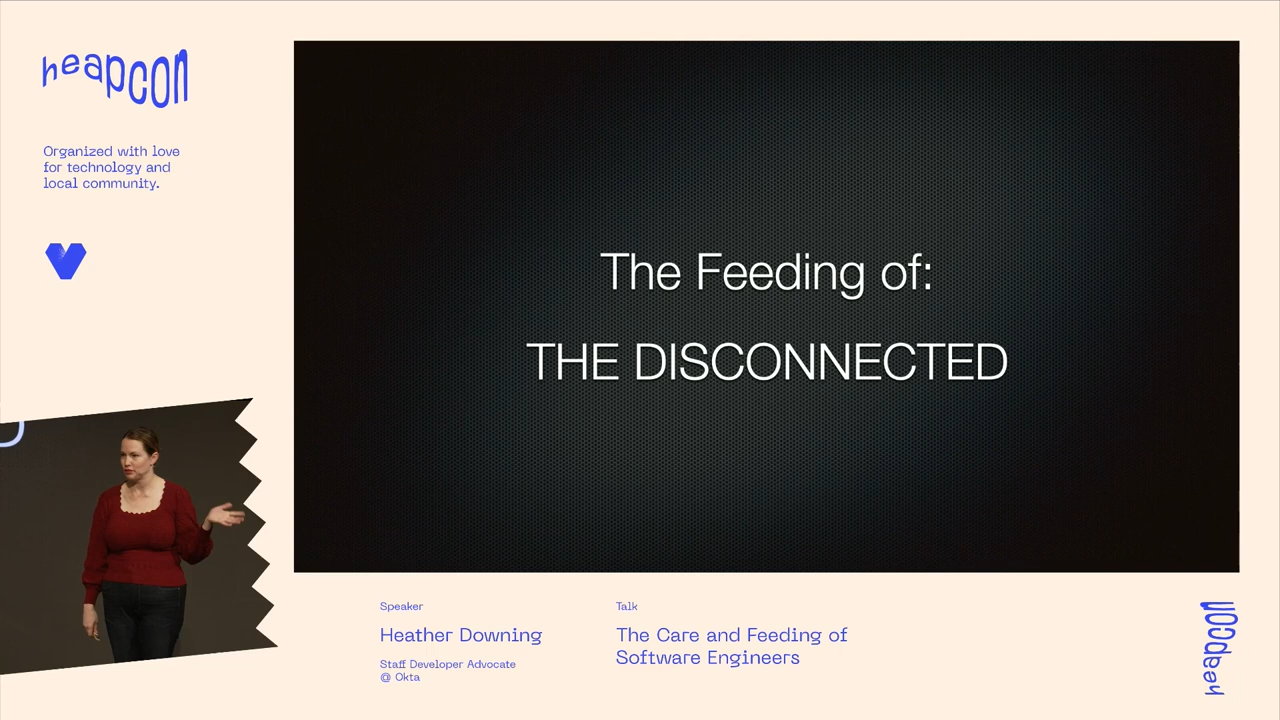 heapcon
Organized with love
for technology and
local community.
The Feeding of:
THE DISCONNECTED
Speaker
Heather Downing
Staff Developer Advocate
@ Okta
Talk
The Care and Feeding of
Software Engineers
heapcon